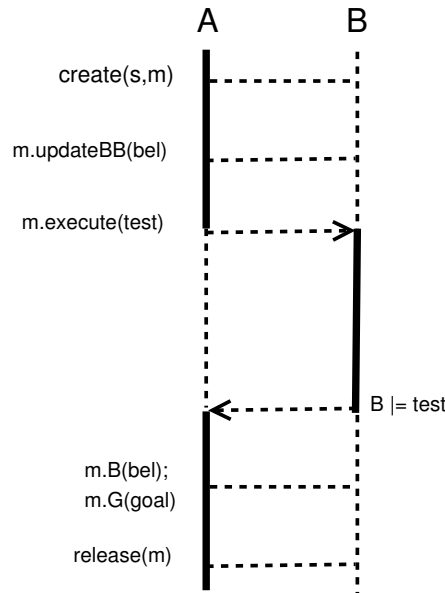 A B
create(s,m)
m.updateBB(bel)
m.execute(test)
B |= test
m.B(bel);
m.G(goal)
release(m)